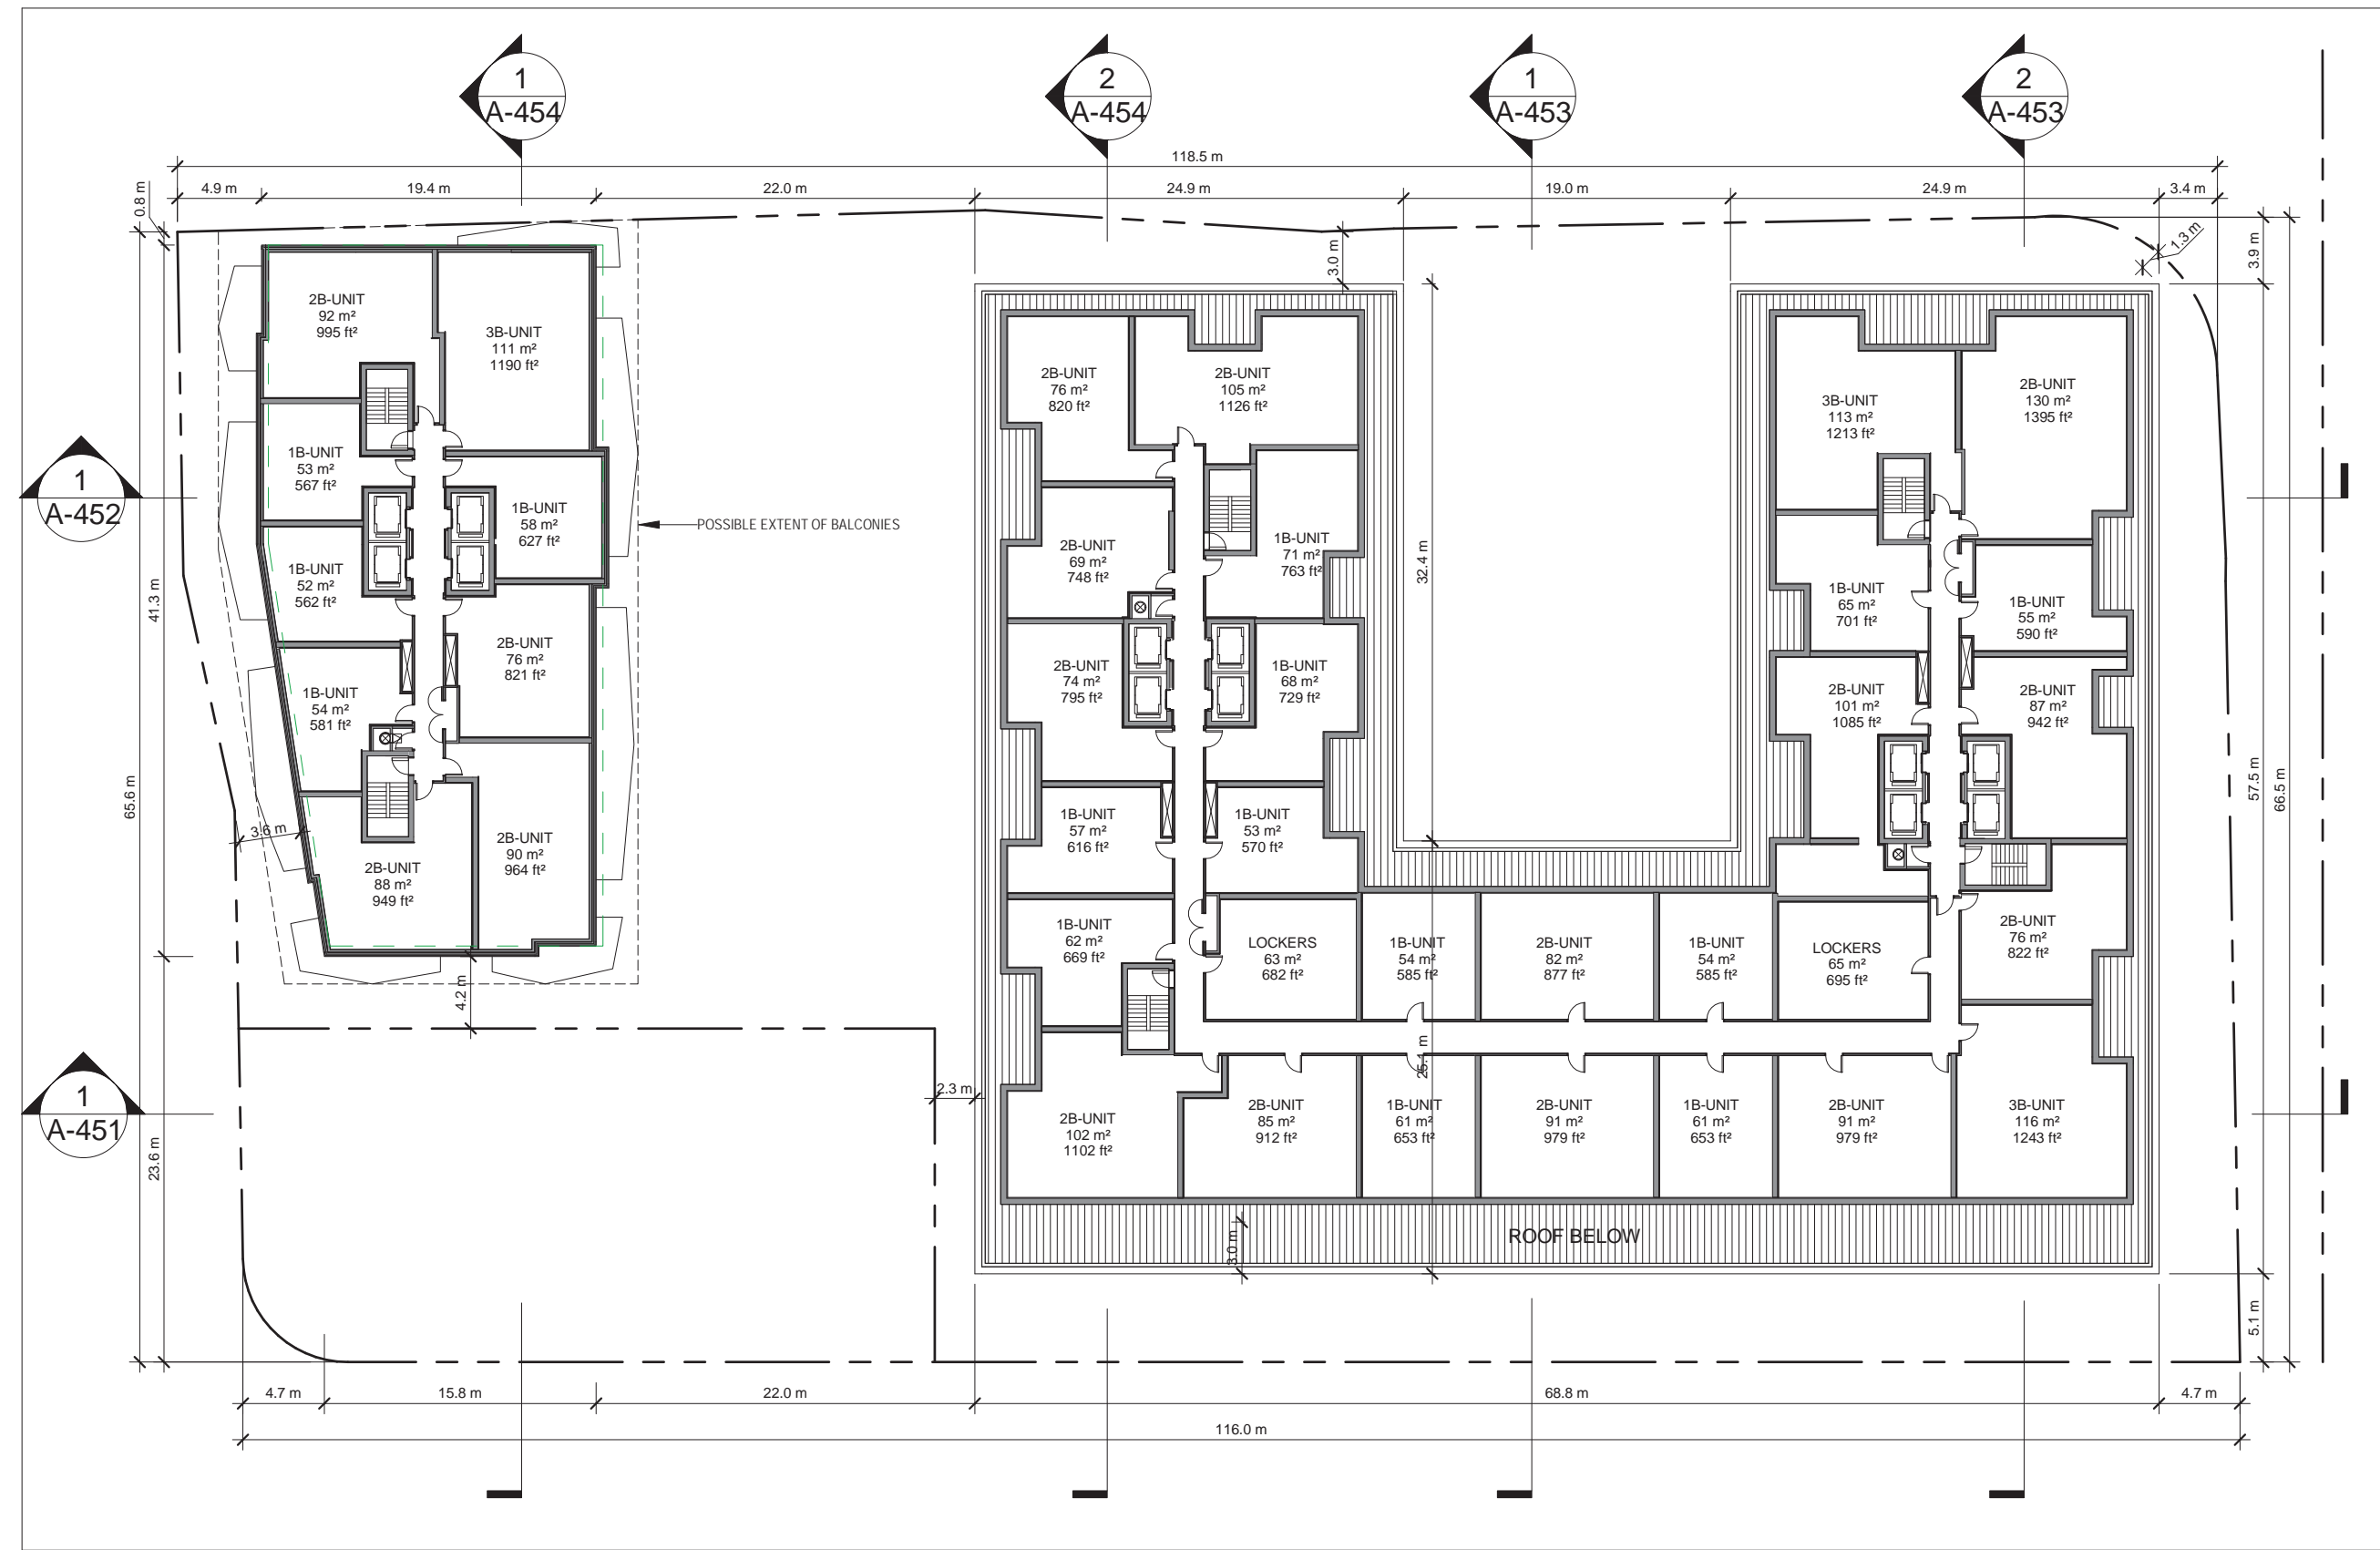 1
A-454
2
A-454
1
A-453
2
A-453
118.5 m
4.9 m
19.4 m
22.0 m
24.9 m
19.0 m
24.9 m
3.4 m
0.8 m
3.0 m
1.3 m
3.9 m
2B-UNIT
92 m²
995 ft²
3B-UNIT
111 m²
1190 ft²
1B-UNIT
53 m²
567 ft²
1B-UNIT
58 m²
627 ft²
1B-UNIT
52 m²
562 ft²
2B-UNIT
76 m²
821 ft²
1B-UNIT
54 m²
581 ft²
2B-UNIT
90 m²
964 ft²
2B-UNIT
88 m²
949 ft²
POSSIBLE EXTENT OF BALCONIES
1
A-452
1
A-451
41.3 m
65.6 m
23.6 m
3.6 m
4.2 m
2.3 m
2B-UNIT
76 m²
820 ft²
2B-UNIT
105 m²
1126 ft²
2B-UNIT
69 m²
748 ft²
1B-UNIT
71 m²
763 ft²
2B-UNIT
74 m²
795 ft²
1B-UNIT
68 m²
729 ft²
1B-UNIT
57 m²
616 ft²
1B-UNIT
53 m²
570 ft²
1B-UNIT
62 m²
669 ft²
LOCKERS
63 m²
682 ft²
1B-UNIT
54 m²
585 ft²
2B-UNIT
82 m²
877 ft²
1B-UNIT
54 m²
585 ft²
LOCKERS
65 m²
695 ft²
32.4 m
25.1 m
3B-UNIT
113 m²
1213 ft²
2B-UNIT
130 m²
1395 ft²
1B-UNIT
65 m²
701 ft²
1B-UNIT
55 m²
590 ft²
2B-UNIT
101 m²
1085 ft²
2B-UNIT
87 m²
942 ft²
2B-UNIT
76 m²
822 ft²
2B-UNIT
102 m²
1102 ft²
2B-UNIT
85 m²
912 ft²
1B-UNIT
61 m²
653 ft²
2B-UNIT
91 m²
979 ft²
1B-UNIT
61 m²
653 ft²
2B-UNIT
91 m²
979 ft²
3B-UNIT
116 m²
1243 ft²
57.5 m
66.5 m
5.1 m
3.0 m
ROOF BELOW
4.7 m
15.8 m
22.0 m
68.8 m
4.7 m
116.0 m